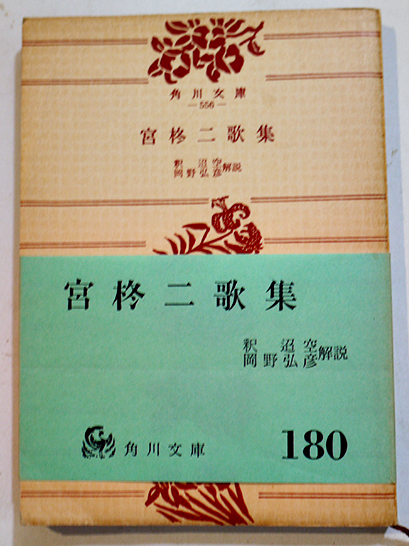 角川文庫
—556—
宮柊二歌集
釈迢空
岡野弘彦解説
宮柊二歌集
釈迢空
岡野弘彦解説
角川文庫
180